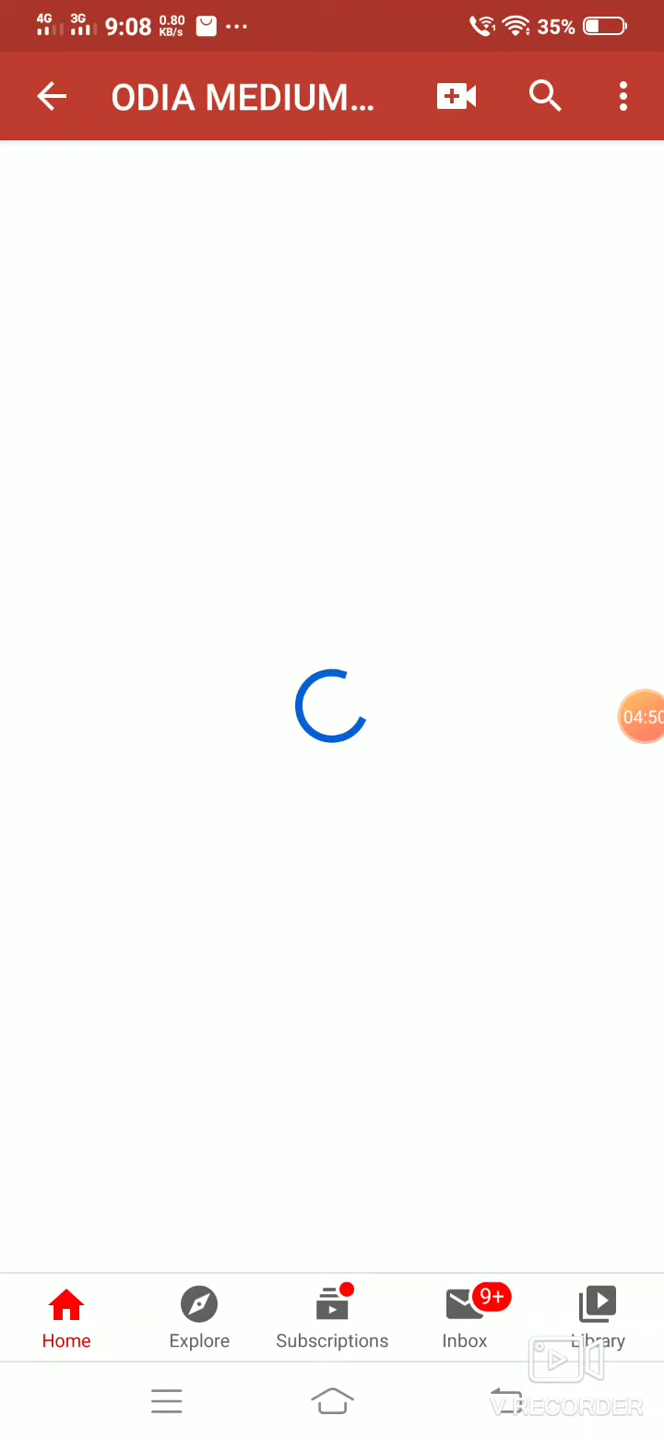 4G 3G 9:08 0.80 KB/s ... 35%
ODIA MEDIUM...
04:50
9+
Home Explore Subscriptions Inbox Library
V RECORDER